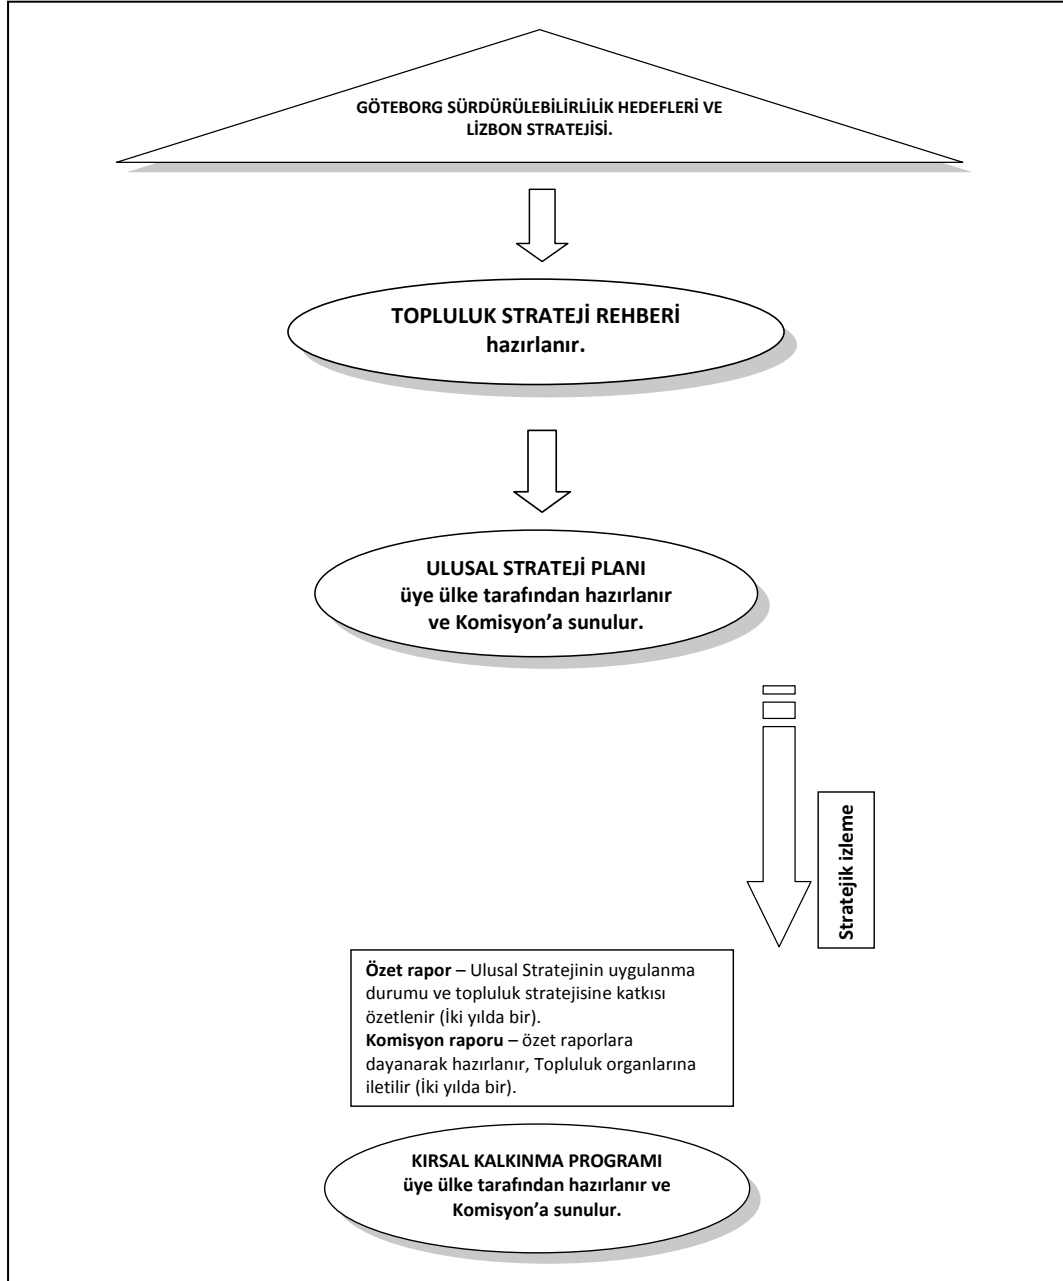 GÖTEBORG SÜRDÜRÜLEBİLİRLİLİK HEDEFLERİ VE
LİZBON STRATEJİSİ.
TOPLULUK STRATEJİ REHBERİ
hazırlanır.
ULUSAL STRATEJİ PLANI
üye ülke tarafından hazırlanır
ve Komisyon’a sunulur.
Stratejik izleme
Özet rapor – Ulusal Stratejinin uygulanma
durumu ve topluluk stratejisine katkısı
özetlenir (İki yılda bir).
Komisyon raporu – özet raporlara
dayanarak hazırlanır, Topluluk organlarına
iletilir (İki yılda bir).
KIRSAL KALKINMA PROGRAMI
üye ülke tarafından hazırlanır ve
Komisyon’a sunulur.